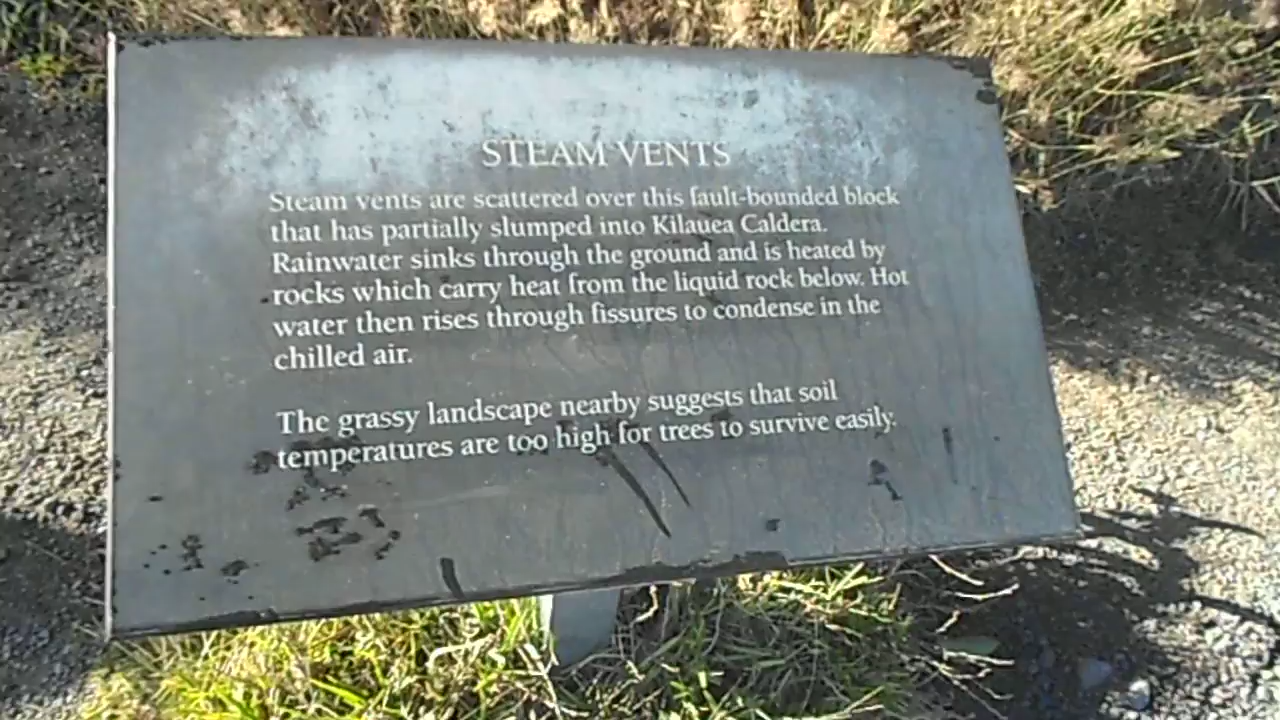 STEAM VENTS
Steam vents are scattered over this fault-bounded block
that has partially slumped into Kilauea Caldera.
Rainwater sinks through the ground and is heated by
rocks which carry heat from the liquid rock below. Hot
water then rises through fissures to condense in the
chilled air.
The grassy landscape nearby suggests that soil
temperatures are too high for trees to survive easily.